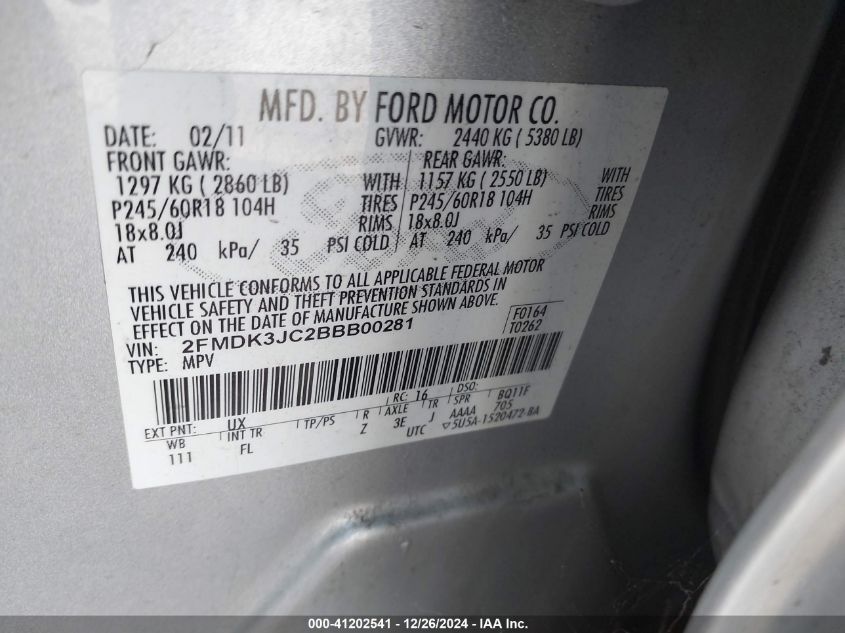 MFD. BY FORD MOTOR CO.
DATE: 02/11 GVWR: 2440 KG ( 5380 LB)
FRONT GAWR: REAR GAWR:
1297 KG ( 2860 LB) WITH 1157 KG ( 2550 LB) WITH
P245/60R18 104H TIRES P245/60R18 104H TIRES
18x8.0J RIMS 18x8.0J RIMS
AT 240 kPa/ 35 PSI COLD AT 240 kPa/ 35 PSI COLD
THIS VEHICLE CONFORMS TO ALL APPLICABLE FEDERAL MOTOR
VEHICLE SAFETY AND THEFT PREVENTION STANDARDS IN
EFFECT ON THE DATE OF MANUFACTURE SHOWN ABOVE.
F0164
T0262
VIN: 2FMDK3JC2BBB00281
TYPE: MPV
RC: 16 DSO:
EXT PNT: UX TP/PS R AXLE TR SPR BQ11F
WB INT TR Z 3E J AAAA 705
111 FL UTC ▽5U5A-1520472-BA
000-41202541 - 12/26/2024 - IAA Inc.